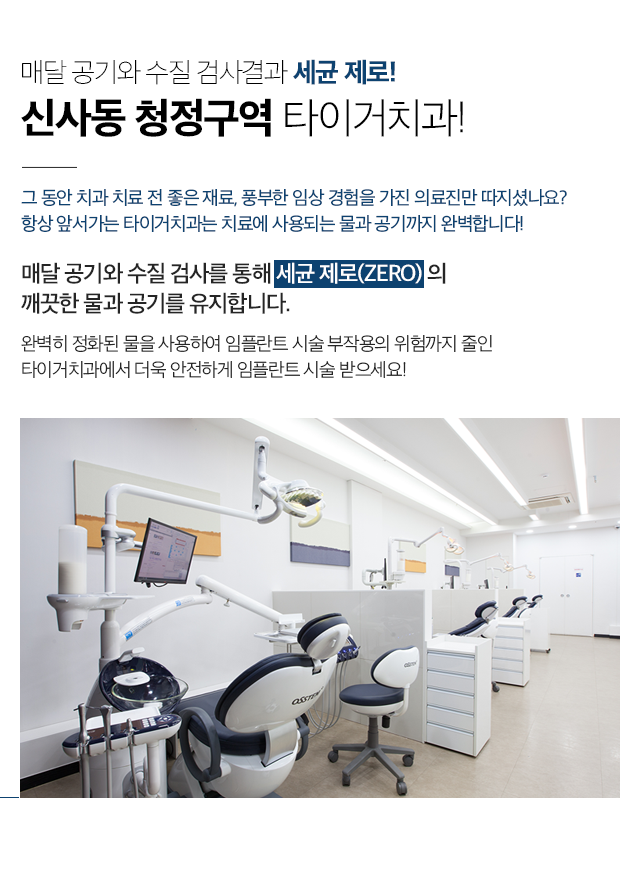 매달 공기와 수질 검사결과 세균 제로!
신사동 청정구역 타이거치과!
그 동안 치과 치료 전 좋은 재료, 풍부한 임상 경험을 가진 의료진만 따지셨나요?
항상 앞서가는 타이거치과는 치료에 사용되는 물과 공기까지 완벽합니다!
매달 공기와 수질 검사를 통해 세균 제로(ZERO) 의
깨끗한 물과 공기를 유지합니다.
완벽히 정화된 물을 사용하여 임플란트 시술 부작용의 위험까지 줄인
타이거치과에서 더욱 안전하게 임플란트 시술 받으세요!
OSSTEM
OSSTEM